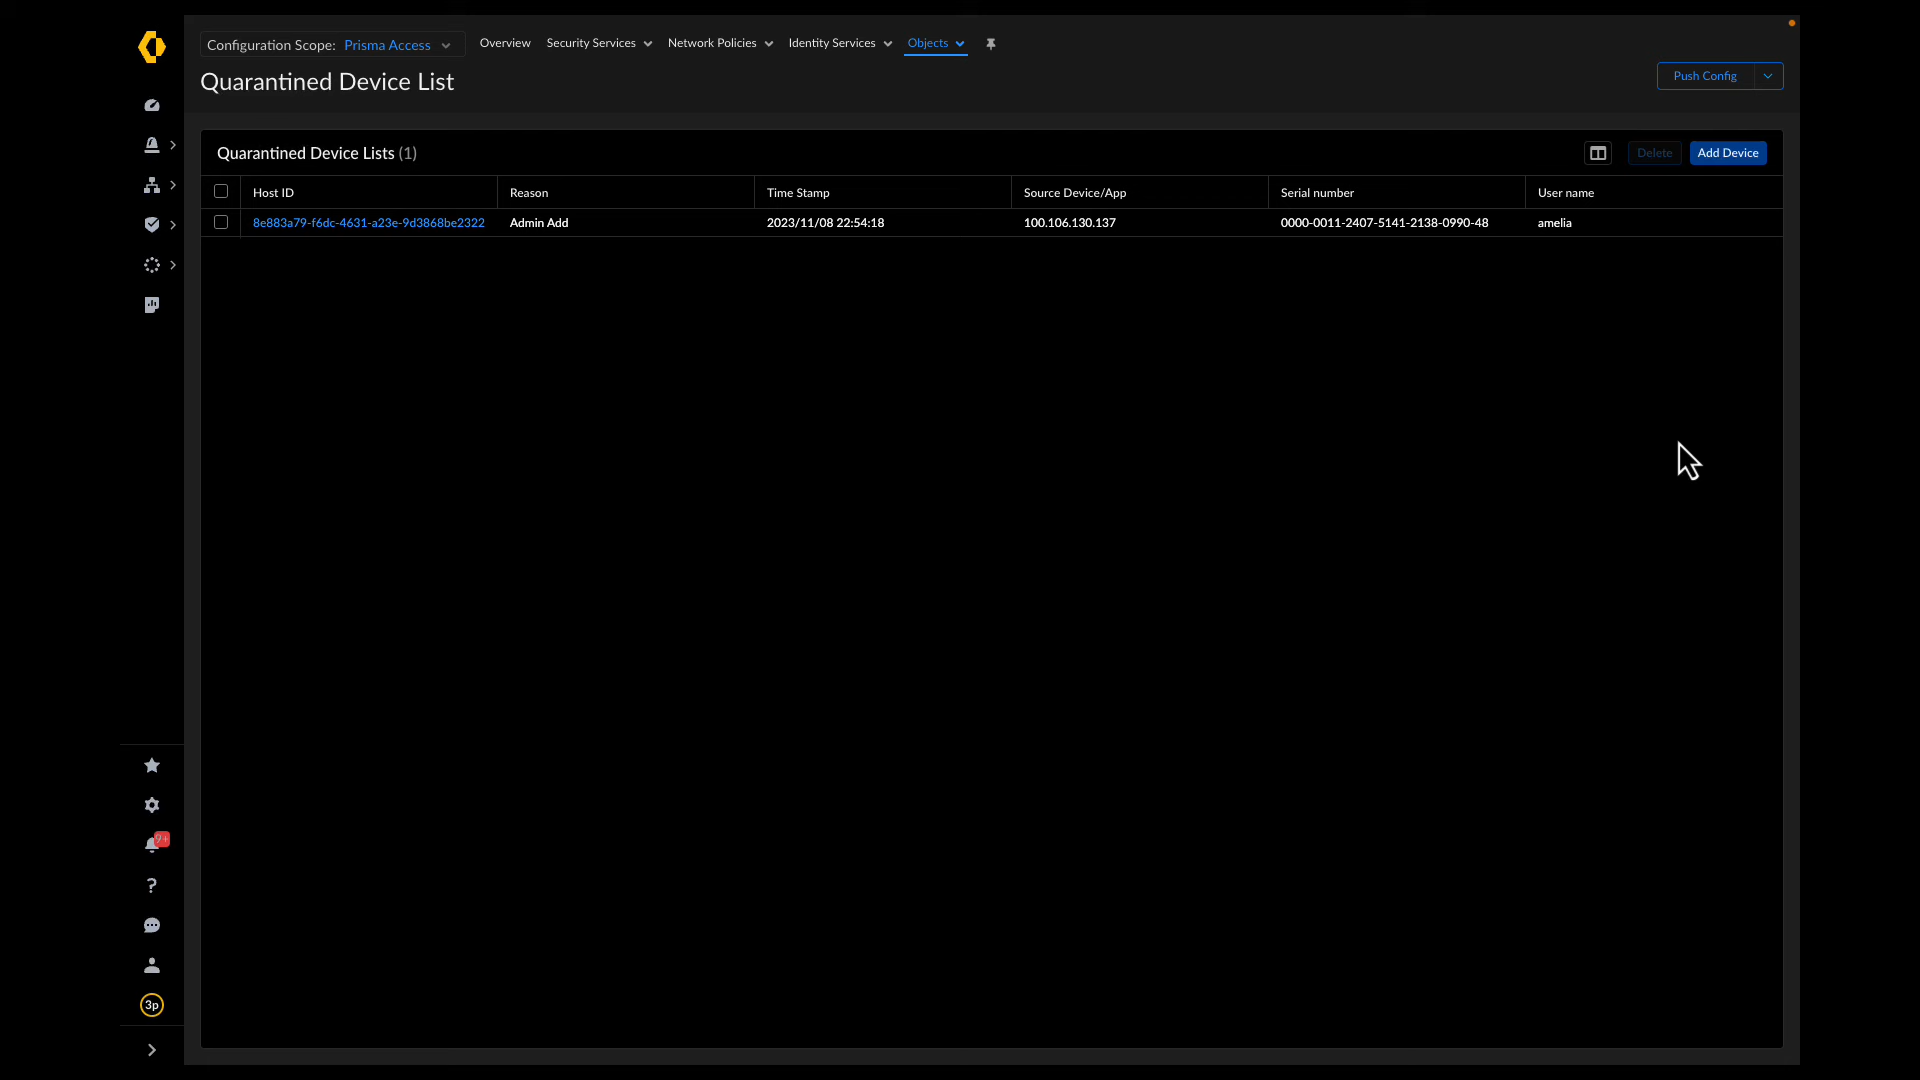 Configuration Scope: Prisma Access
Overview
Security Services
Network Policies
Identity Services
Objects
Quarantined Device List
Push Config
Quarantined Device Lists (1)
Delete
Add Device
Host ID
Reason
Time Stamp
Source Device/App
Serial number
User name
8e883a79-f6dc-4631-a23e-9d3868be2322
Admin Add
2023/11/08 22:54:18
100.106.130.137
0000-0011-2407-5141-2138-0990-48
amelia
9+
?
3p